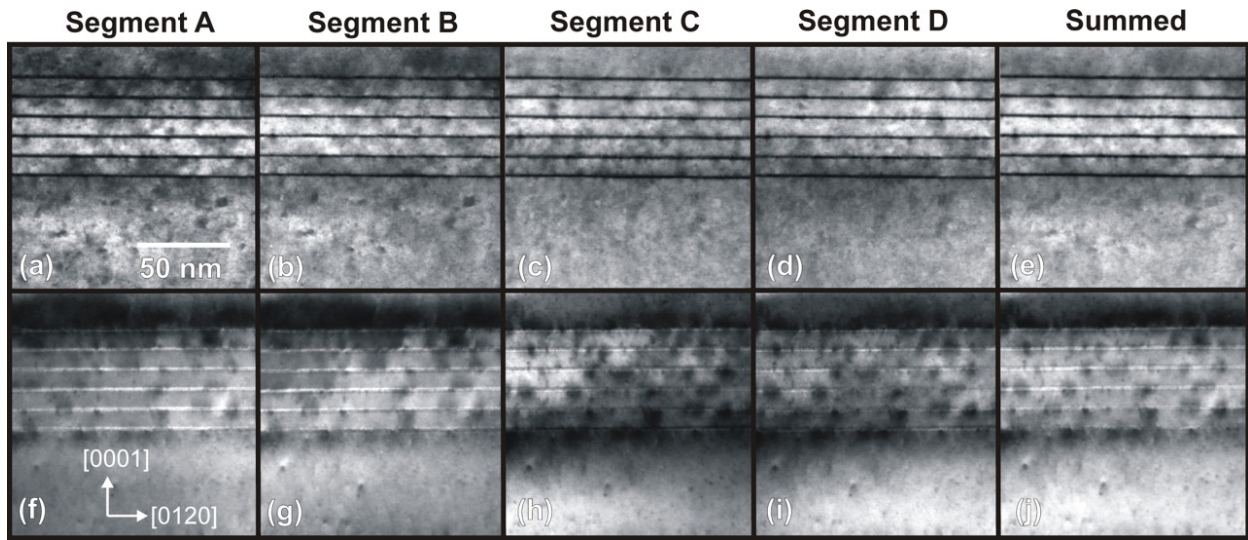 Segment A Segment B Segment C Segment D Summed
(a) 50 nm (b) (c) (d) (e)
[0001]
[0120]
(f) (g) (h) (i) (j)